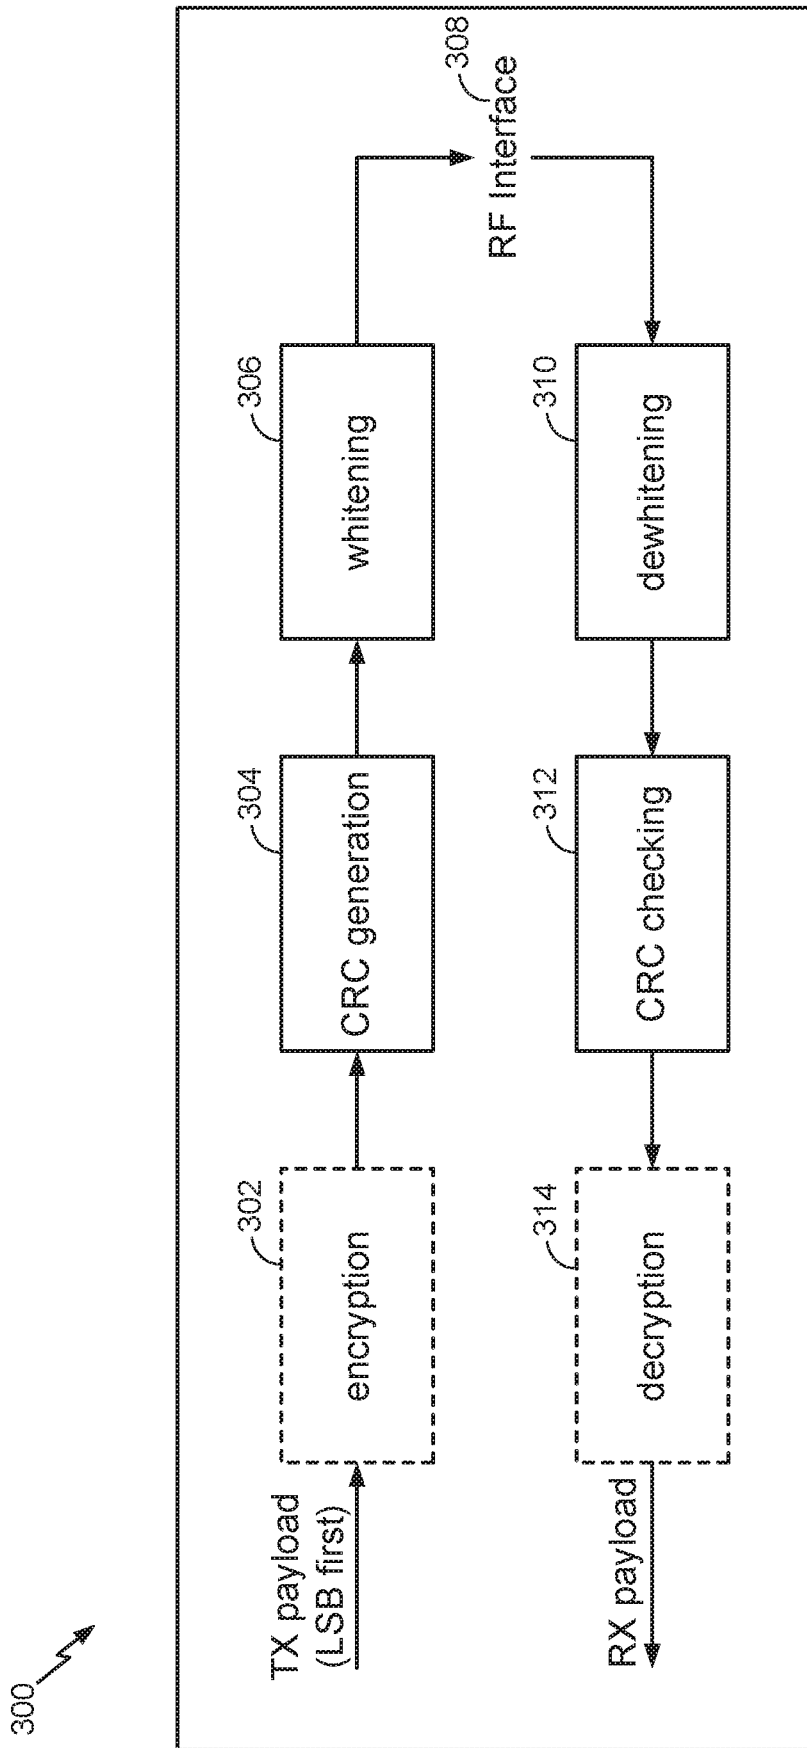 300
TX payload
(LSB first)
302
encryption
304
CRC generation
306
whitening
308
RF Interface
310
dewhitening
312
CRC checking
314
decryption
RX payload